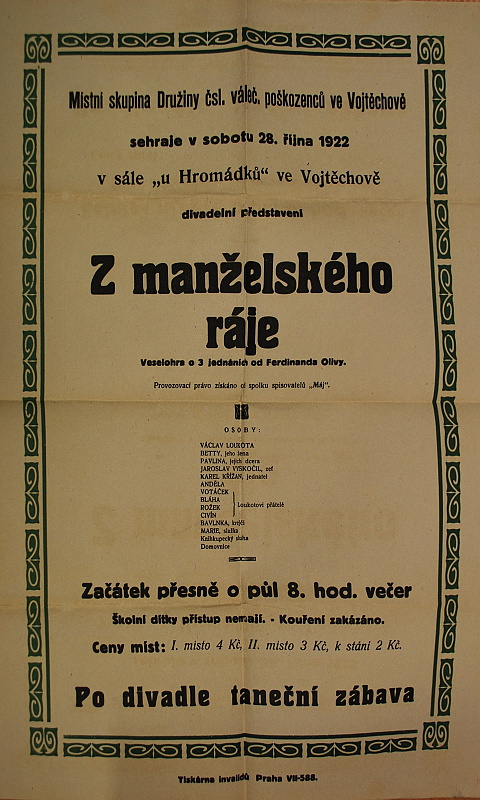 Místní skupina Družiny čsl. váleč. poškozenců ve Vojtěchově
sehraje v sobotu 28. října 1922
v sále „u Hromádků“ ve Vojtěchově
divadelní představení
Z manželského
ráje
Veselohra o 3 jednáních od Ferdinanda Olivy.
Provozovací právo získáno od spolku spisovatelů „Máj“.
OSOBY:
VÁCLAV LOUKOTA
BETTY, jeho žena
PAVLINA, jejich dcera
JAROSLAV VYSKOČIL, zeť
KAREL KŘÍŽAN, jednatel
ANDĚLA
VOTÁČEK
BLÁHA
ROŽEK
CIVÍN
Loukotovi přátelé
BAVLNKA, krejčí
MARIE, služka
Knihkupecký sluha
Domovnice
Začátek přesně o půl 8. hod. večer
Školní dítky přístup nemají. - Kouření zakázáno.
Ceny míst: I. místo 4 Kč, II. místo 3 Kč, k stání 2 Kč.
Po divadle taneční zábava
Tiskárna invalidů Praha VII-588.